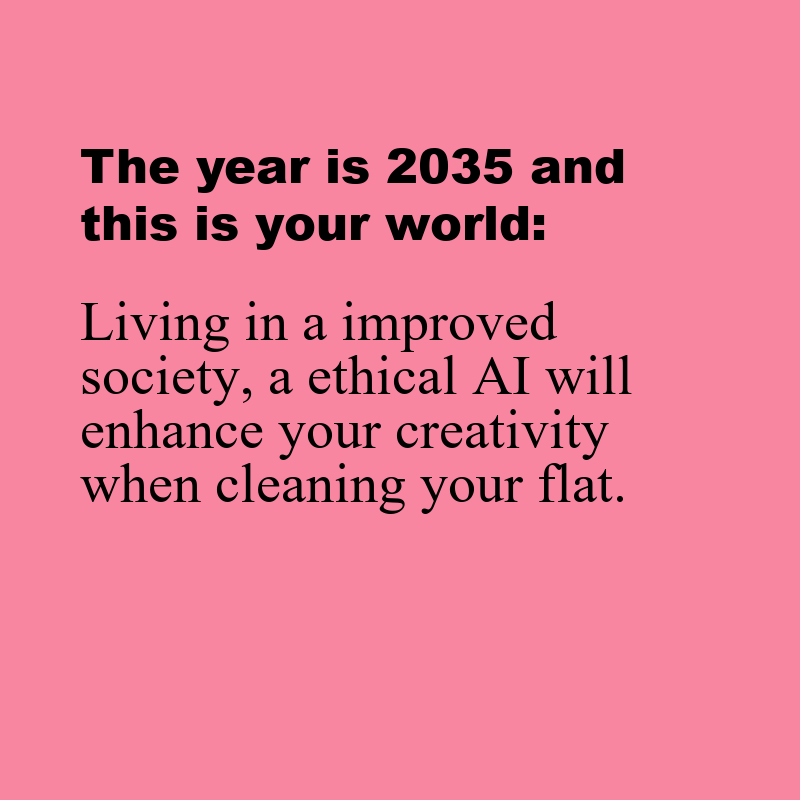 The year is 2035 and
this is your world:
Living in a improved
society, a ethical AI will
enhance your creativity
when cleaning your flat.